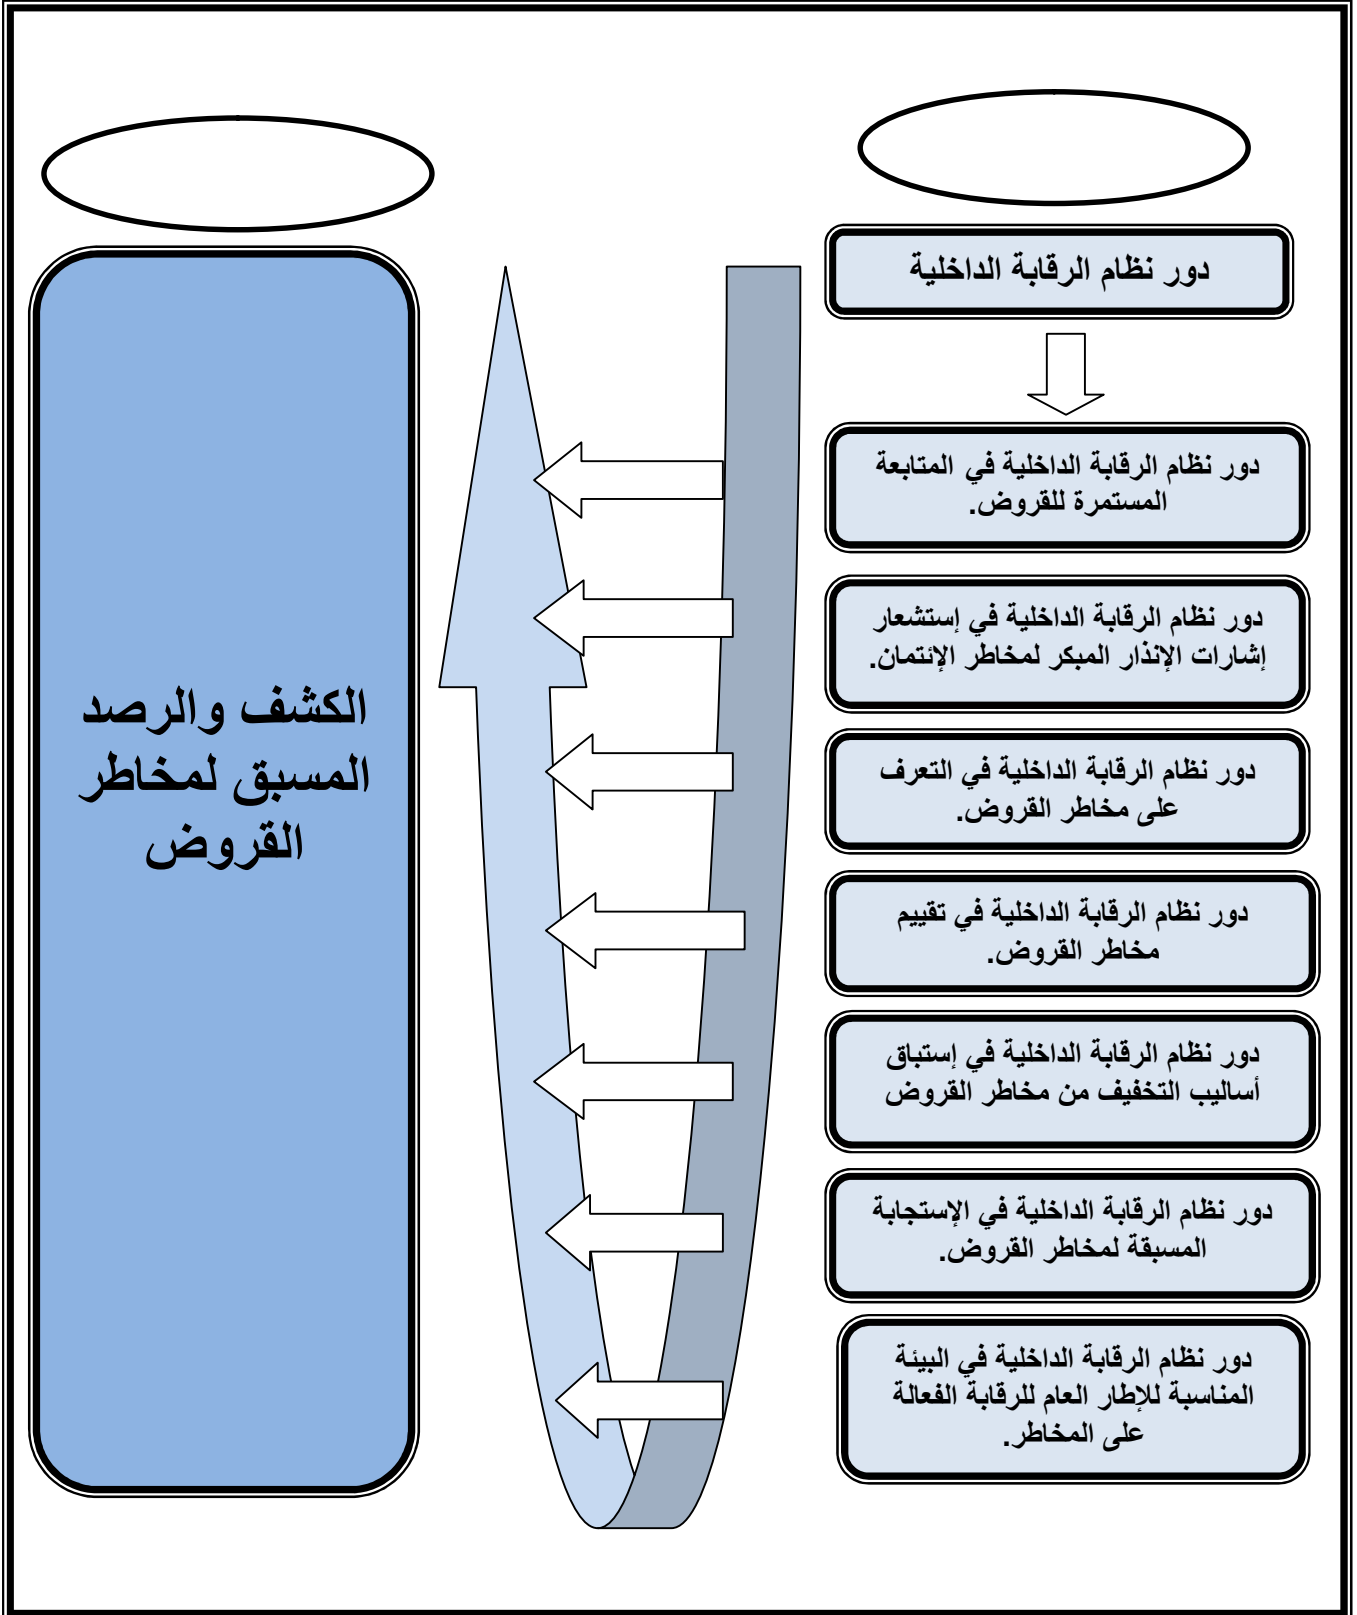 دور نظام الرقابة الداخلية
دور نظام الرقابة الداخلية في المتابعة
المستمرة للقروض.
دور نظام الرقابة الداخلية في إستشعار
إشارات الإنذار المبكر لمخاطر الإئتمان.
دور نظام الرقابة الداخلية في التعرف
على مخاطر القروض.
دور نظام الرقابة الداخلية في تقييم
مخاطر القروض.
دور نظام الرقابة الداخلية في إستباق
أساليب التخفيف من مخاطر القروض
دور نظام الرقابة الداخلية في الإستجابة
المسبقة لمخاطر القروض.
دور نظام الرقابة الداخلية في البيئة
المناسبة للإطار العام للرقابة الفعالة
على المخاطر.
الكشف والرصد
المسبق لمخاطر
القروض